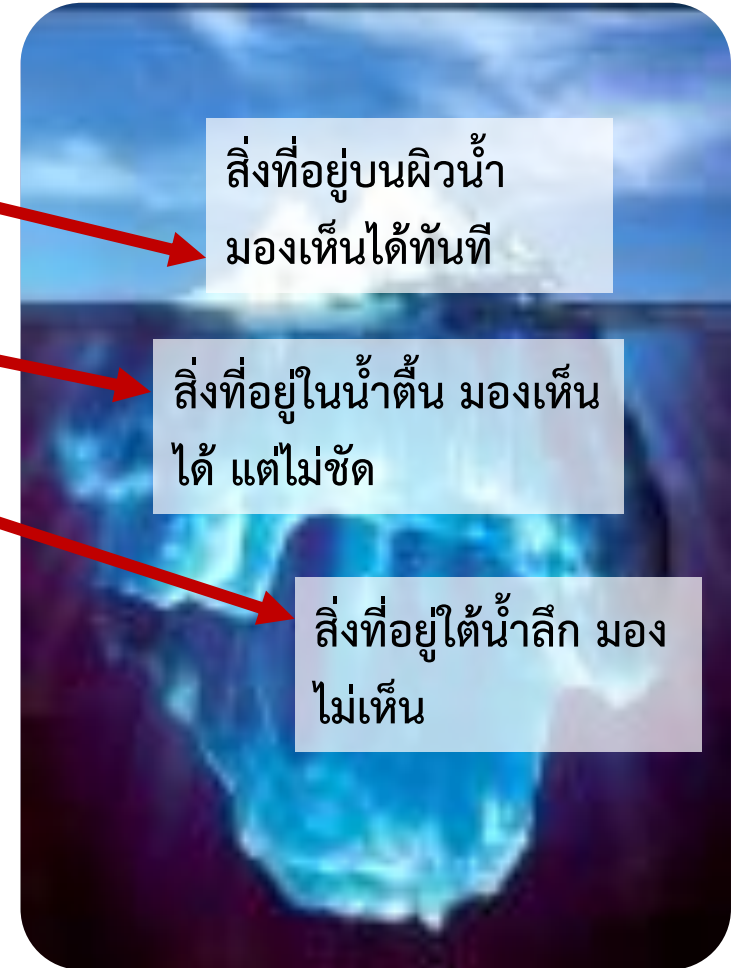 สิ่งที่อยู่บนผิวน้ำ
มองเห็นได้ทันที
สิ่งที่อยู่ในน้ำตื้น มองเห็น
ได้ แต่ไม่ชัด
สิ่งที่อยู่ใต้น้ำลึก มอง
ไม่เห็น